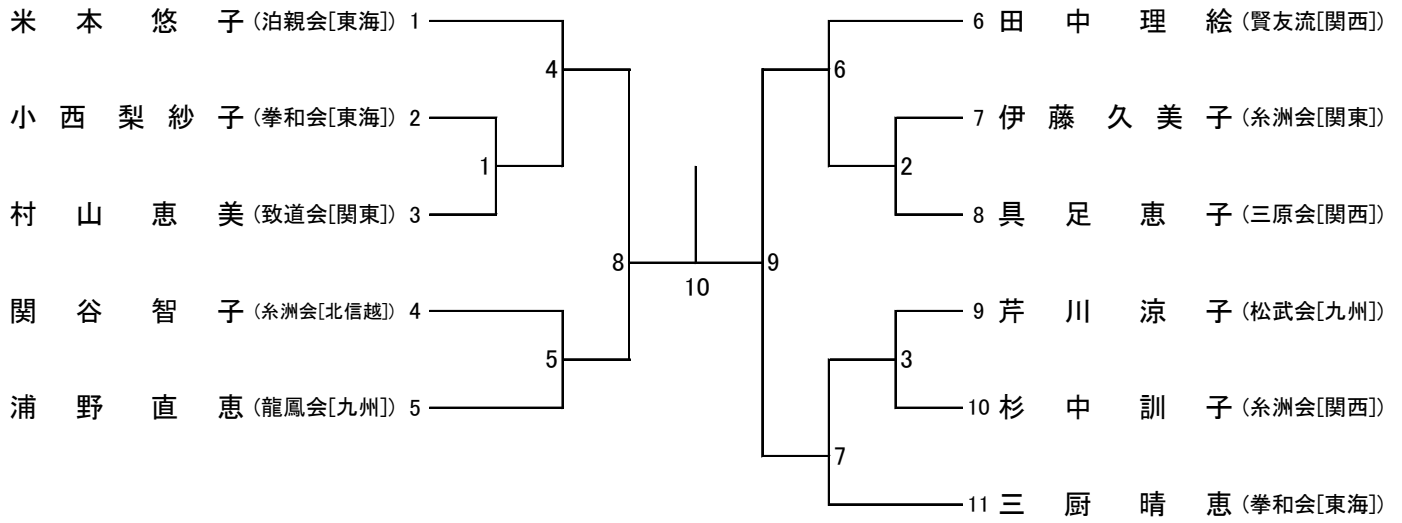 米本悠子 (泊親会[東海]) 1
小西梨紗子 (拳和会[東海]) 2
村山恵美 (致道会[関東]) 3
関谷智子 (糸洲会[北信越]) 4
浦野直恵 (龍鳳会[九州]) 5
1
4
5
8
10
9
6
2
3
7
6 田中理絵 (賢友流[関西])
7 伊藤久美子 (糸洲会[関東])
8 具足恵子 (三原会[関西])
9 芹川涼子 (松武会[九州])
10 杉中訓子 (糸洲会[関西])
11 三厨晴恵 (拳和会[東海])